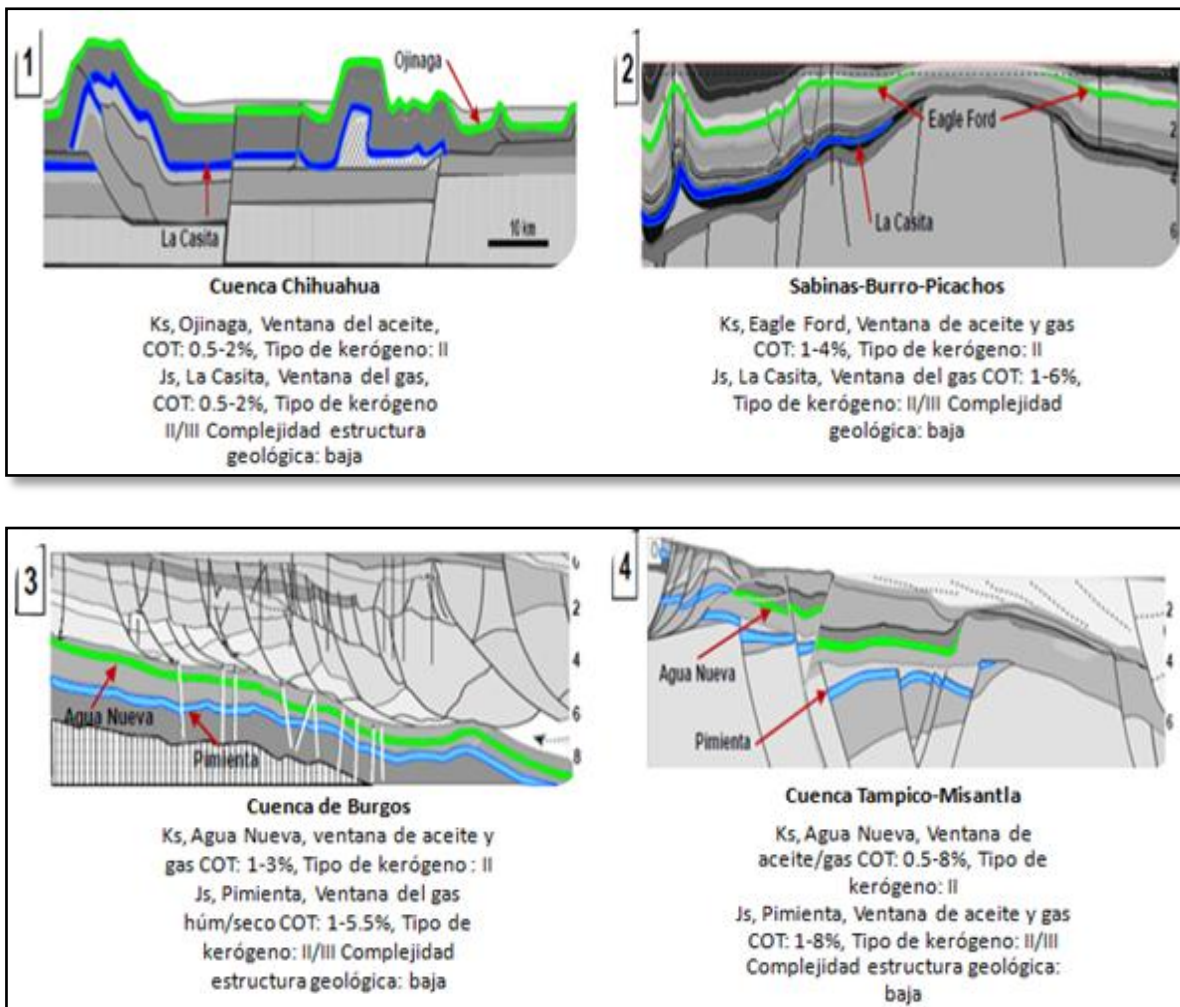 1
Ojinaga
La Casita
10 km
Cuenca Chihuahua
Ks, Ojinaga, Ventana del aceite,
COT: 0.5-2%, Tipo de kerógeno: II
Js, La Casita, Ventana del gas,
COT: 0.5-2%, Tipo de kerógeno
II/III Complejidad estructura
geológica: baja
2
Eagle Ford
La Casita
2
6
Sabinas-Burro-Picachos
Ks, Eagle Ford, Ventana de aceite y gas
COT: 1-4%, Tipo de kerógeno: II
Js, La Casita, Ventana del gas COT: 1-6%,
Tipo de kerógeno: II/III Complejidad
geológica: baja
3
2
4
6
8
Agua Nueva
Pimienta
Cuenca de Burgos
Ks, Agua Nueva, ventana de aceite y
gas COT: 1-3%, Tipo de kerógeno : II
Js, Pimienta, Ventana del gas
húm/seco COT: 1-5.5%, Tipo de
kerógeno: II/III Complejidad
estructura geológica: baja
4
2
4
6
Agua Nueva
Pimienta
Cuenca Tampico-Misantla
Ks, Agua Nueva, Ventana de
aceite/gas COT: 0.5-8%, Tipo de
kerógeno: II
Js, Pimienta, Ventana de aceite y gas
COT: 1-8%, Tipo de kerógeno: II/III
Complejidad estructura geológica:
baja